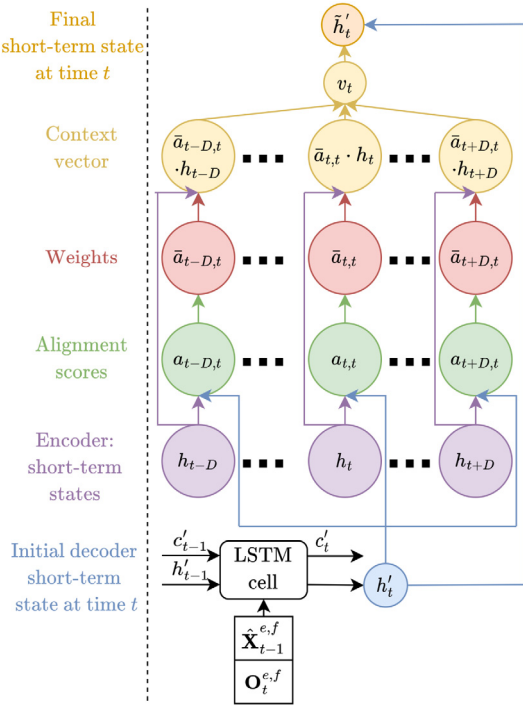 Final
short-term state
at time t
h̃′_t
v_t
Context
vector
ā_{t−D,t}
·h_{t−D}
ā_{t,t} · h_t
ā_{t+D,t}
·h_{t+D}
Weights
ā_{t−D,t}
ā_{t,t}
ā_{t+D,t}
Alignment
scores
a_{t−D,t}
a_{t,t}
a_{t+D,t}
Encoder:
short-term
states
h_{t−D}
h_t
h_{t+D}
Initial decoder
short-term
state at time t
c′_{t−1}
h′_{t−1}
LSTM
cell
c′_t
h′_t
X̂^{e,f}_{t−1}
O^{e,f}_t